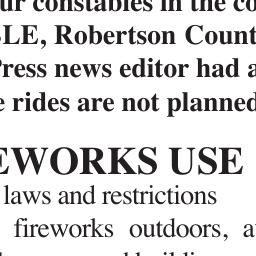 ur constables in the co
LE, Robertson Count
Press news editor had a
e rides are not planned
EWORKS USE
laws and restrictions
fireworks outdoors, a